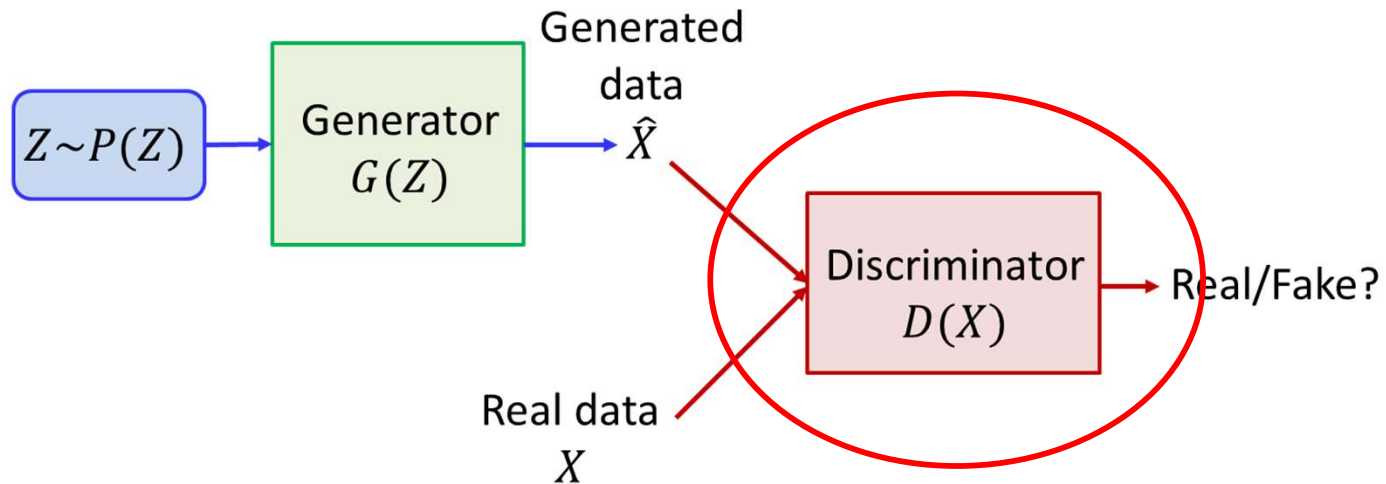 Z~P(Z)
Generator
G(Z)
Generated
data
X̂
Real data
X
Discriminator
D(X)
Real/Fake?